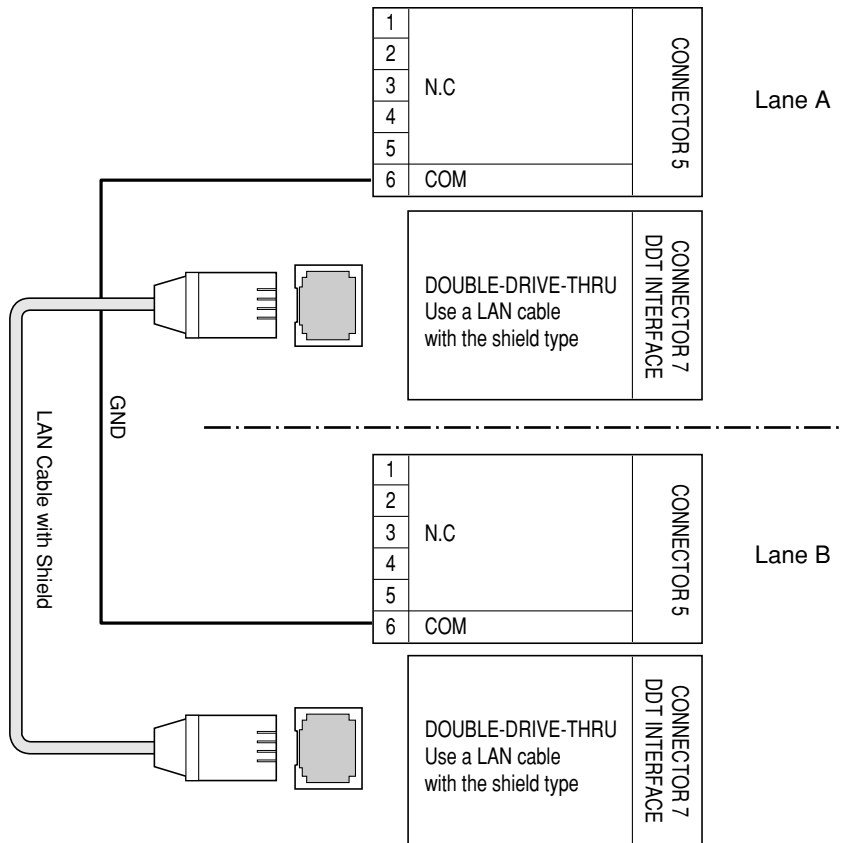 1
2
3
4
5
6
N.C
COM
CONNECTOR 5
Lane A
DOUBLE-DRIVE-THRU
Use a LAN cable
with the shield type
CONNECTOR 7
DDT INTERFACE
GND
LAN Cable with Shield
1
2
3
4
5
6
N.C
COM
CONNECTOR 5
Lane B
DOUBLE-DRIVE-THRU
Use a LAN cable
with the shield type
CONNECTOR 7
DDT INTERFACE